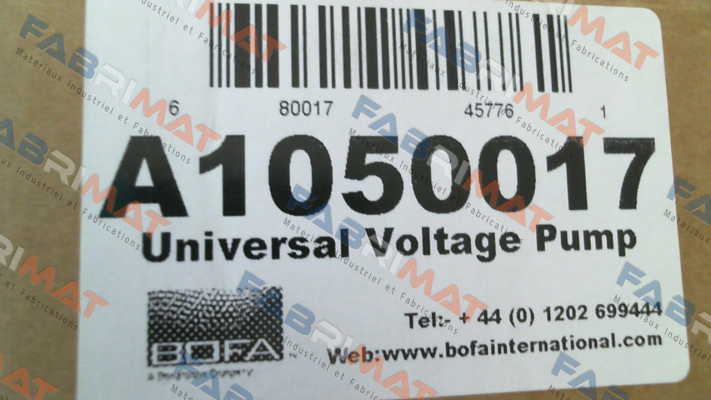 6 80017 45776 1
A1050017
Universal Voltage Pump
Tel:- + 44 (0) 1202 699444
BOFA
Web:www.bofainternational.com
FABRIMAT
Materiaux Industriel et Fabrications